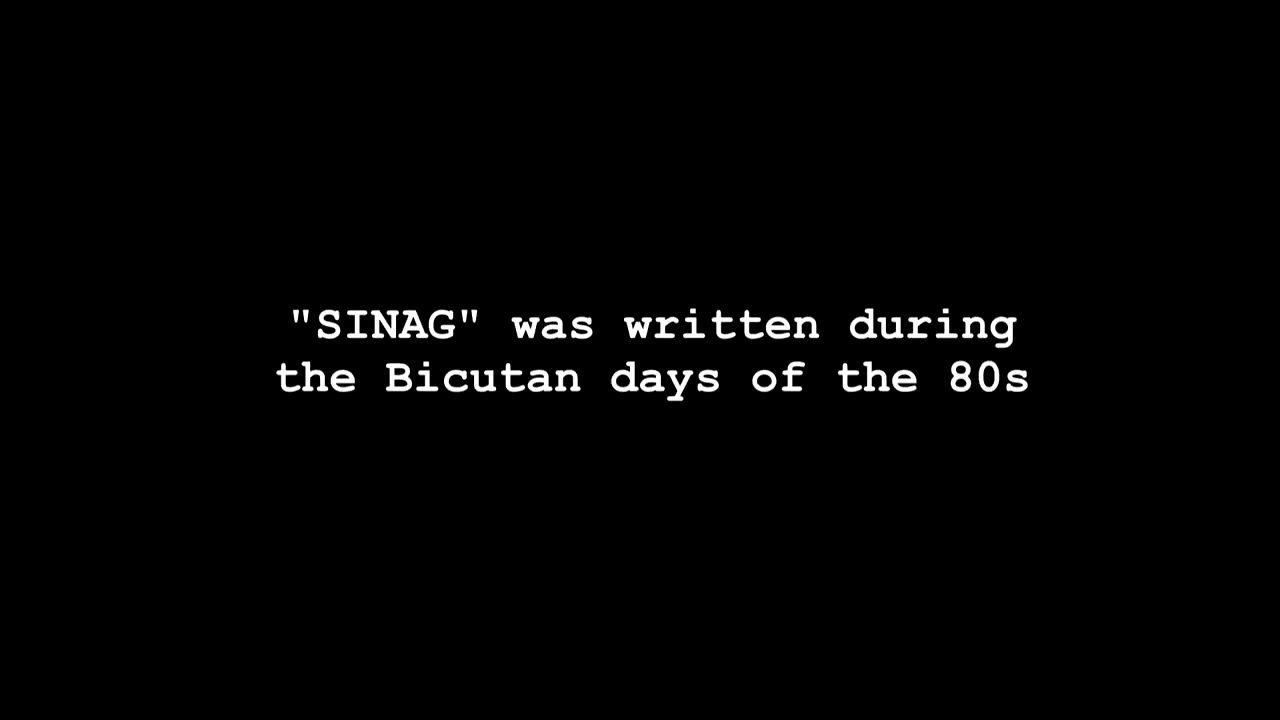 "SINAG" was written during
the Bicutan days of the 80s